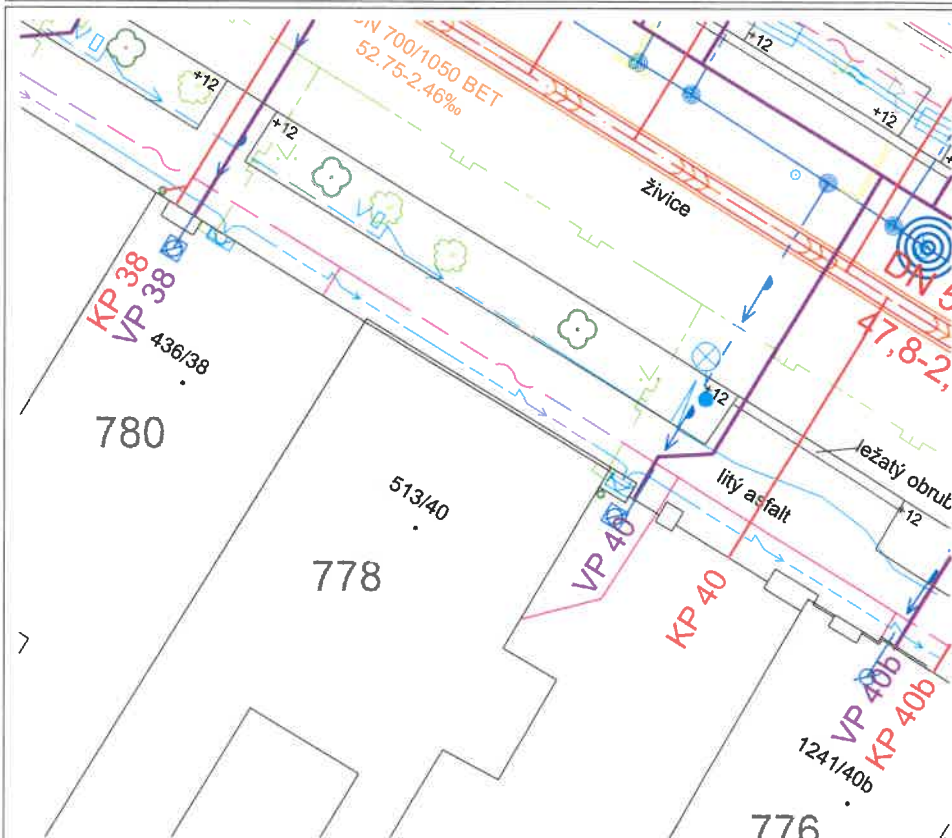 DN 700/1050 BET
52.75-2.46‰
+12
+12
+12
+12
+12
+12
živice
DN 5
47,8-2,
KP 38
VP 38
436/38
780
513/40
778
ležatý obrub
litý asfalt
VP 40
KP 40
VP 40b
KP 40b
1241/40b
776